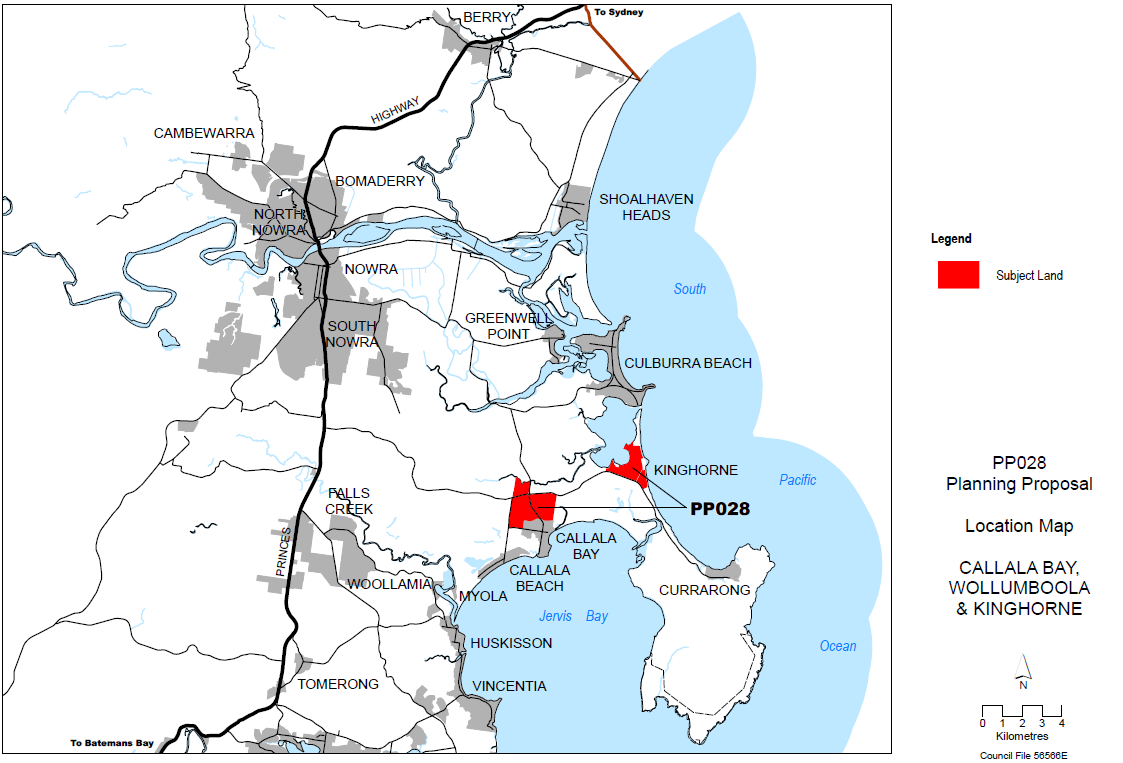 BERRY
To Sydney
HIGHWAY
CAMBEWARRA
BOMADERRY
SHOALHAVEN
HEADS
NORTH
NOWRA
NOWRA
South
GREENWELL
POINT
SOUTH
NOWRA
CULBURRA BEACH
KINGHORNE
Pacific
FALLS
CREEK
PP028
PRINCES
CALLALA
BAY
CALLALA
BEACH
WOOLLAMIA
MYOLA
CURRARONG
Jervis Bay
HUSKISSON
Ocean
TOMERONG
VINCENTIA
To Batemans Bay
Legend
Subject Land
PP028
Planning Proposal
Location Map
CALLALA BAY,
WOLLUMBOOLA
& KINGHORNE
N
0 1 2 3 4
Kilometres
Council File 56566E